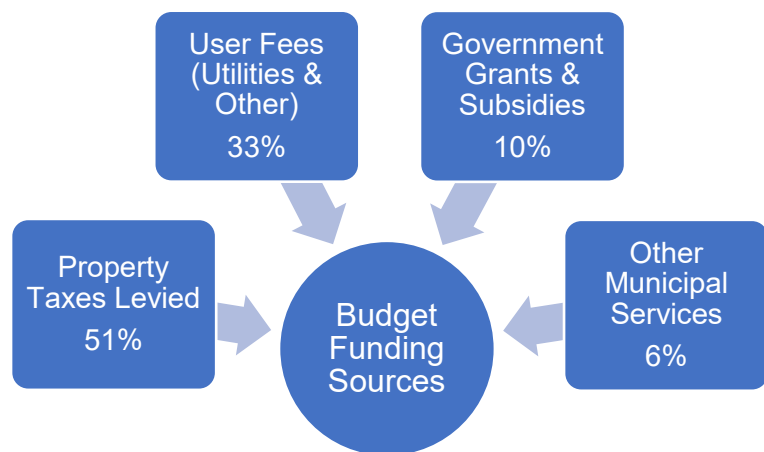 User Fees
(Utilities &
Other)
33%
Government
Grants &
Subsidies
10%
Property
Taxes Levied
51%
Budget
Funding
Sources
Other
Municipal
Services
6%